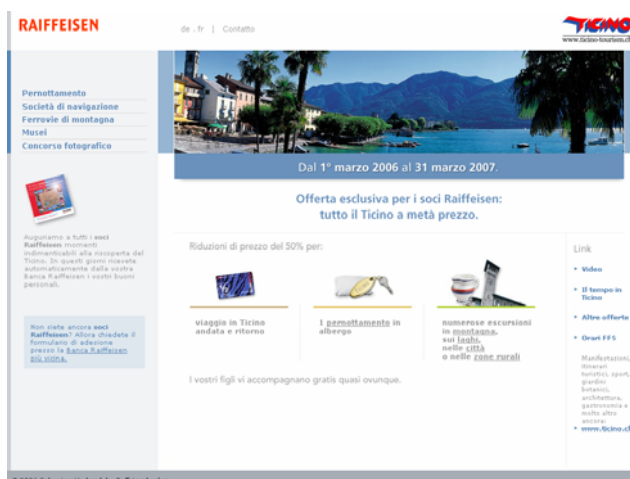 RAIFFEISEN
de . fr | Contatto
TICINO
www.ticino-tourism.ch
Pernottamento
Società di navigazione
Ferrovie di montagna
Musei
Concorso fotografico
Dal 1° marzo 2006 al 31 marzo 2007.
Offerta esclusiva per i soci Raiffeisen:
tutto il Ticino a metà prezzo.
Auguriamo a tutti i soci
Raiffeisen momenti
indimenticabili alla riscoperta del
Ticino. In questi giorni ricevete
automaticamente dalla vostra
Banca Raiffeisen i vostri buoni
personali.
Non siete ancora soci
Raiffeisen? Allora chiedete il
formulario di adesione
presso la Banca Raiffeisen
più vicina.
Riduzioni di prezzo del 50% per:
viaggio in Ticino
andata e ritorno
1 pernottamento in
albergo
numerose escursioni
in montagna,
sui laghi,
nelle città
o nelle zone rurali
I vostri figli vi accompagnano gratis quasi ovunque.
Link
• Video
• Il tempo in
Ticino
• Altre offerte
• Orari FFS
Manifestazioni,
itinerari
turistici, sport,
giardini
botanici,
architettura,
gastronomia e
molto altro
ancora:
• www.ticino.ch